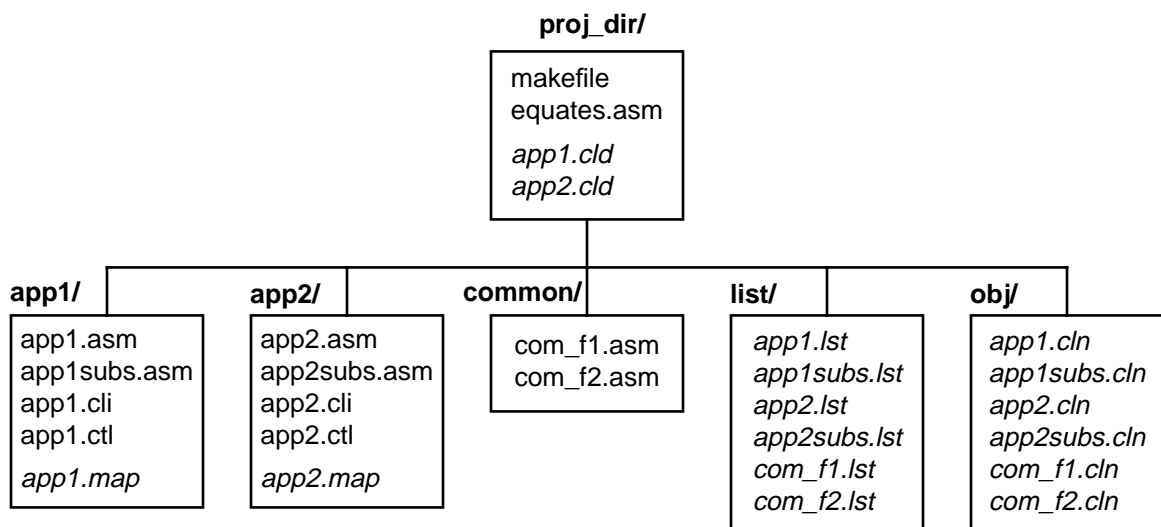 proj_dir/
makefile
equates.asm
app1.cld
app2.cld
app1/
app1.asm
app1subs.asm
app1.cli
app1.ctl
app1.map
app2/
app2.asm
app2subs.asm
app2.cli
app2.ctl
app2.map
common/
com_f1.asm
com_f2.asm
list/
app1.lst
app1subs.lst
app2.lst
app2subs.lst
com_f1.lst
com_f2.lst
obj/
app1.cln
app1subs.cln
app2.cln
app2subs.cln
com_f1.cln
com_f2.cln